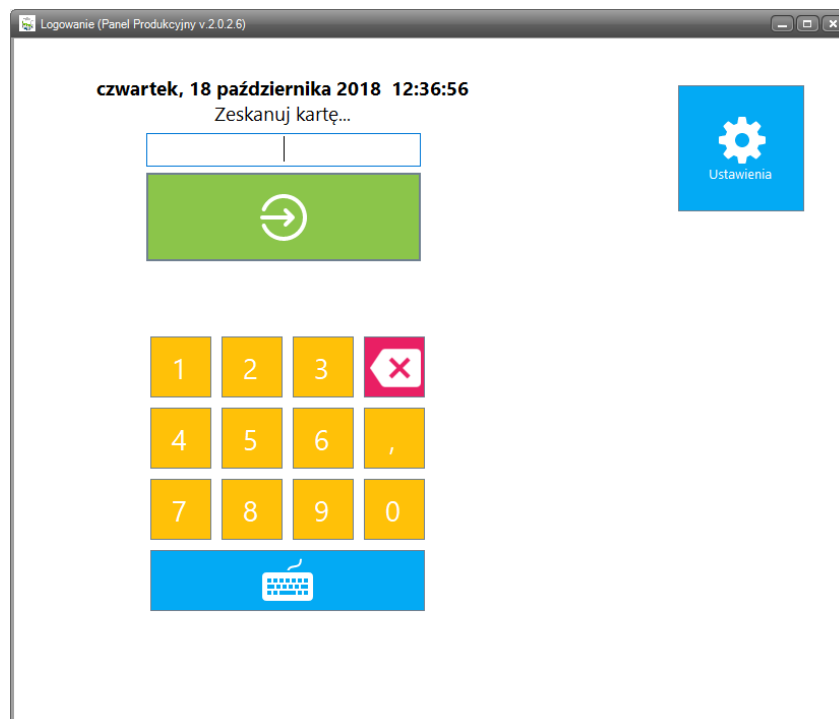 Logowanie (Panel Produkcyjny v.2.0.2.6)
czwartek, 18 października 2018 12:36:56
Zeskanuj kartę...
Ustawienia
1 2 3
4 5 6 ,
7 8 9 0